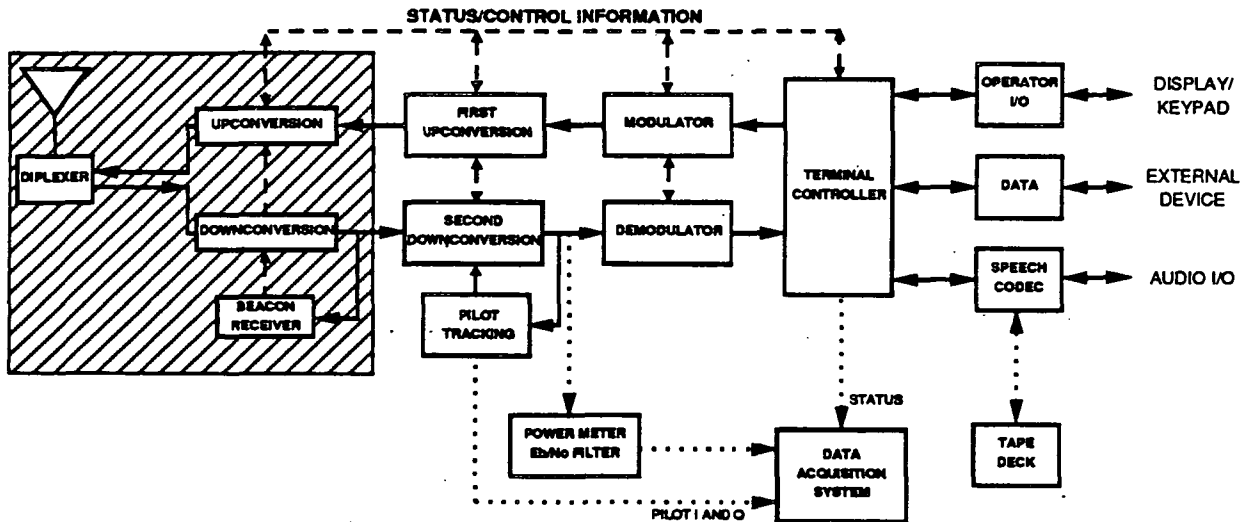 STATUS/CONTROL INFORMATION
DIPLEXER
UPCONVERSION
DOWNCONVERSION
BEACON
RECEIVER
FIRST
UPCONVERSION
SECOND
DOWNCONVERSION
PILOT
TRACKING
MODULATOR
DEMODULATOR
TERMINAL
CONTROLLER
OPERATOR
I/O
DISPLAY/
KEYPAD
DATA
EXTERNAL
DEVICE
SPEECH
CODEC
AUDIO I/O
POWER METER
Eb/No FILTER
STATUS
DATA
ACQUISITION
SYSTEM
TAPE
DECK
PILOT I AND Q